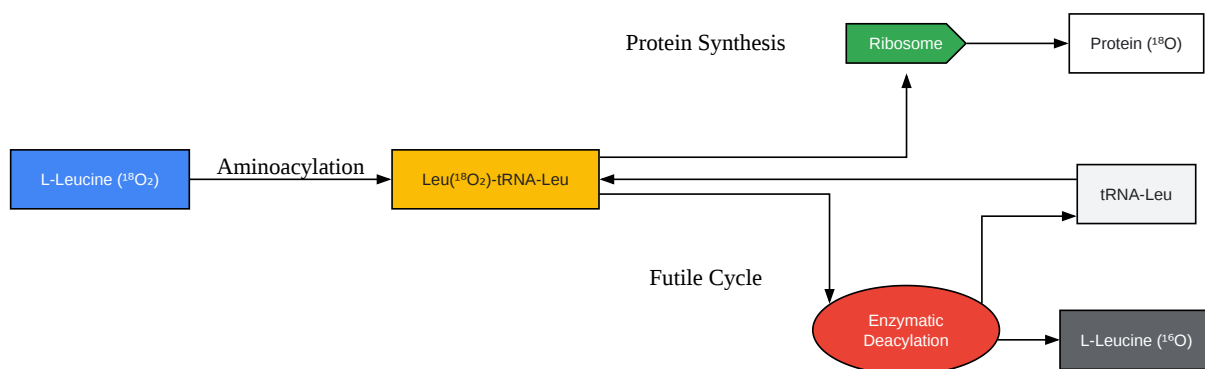 Protein Synthesis
Ribosome
Protein (¹⁸O)
L-Leucine (¹⁸O₂)
Aminoacylation
Leu(¹⁸O₂)-tRNA-Leu
tRNA-Leu
Futile Cycle
Enzymatic
Deacylation
L-Leucine (¹⁶O)